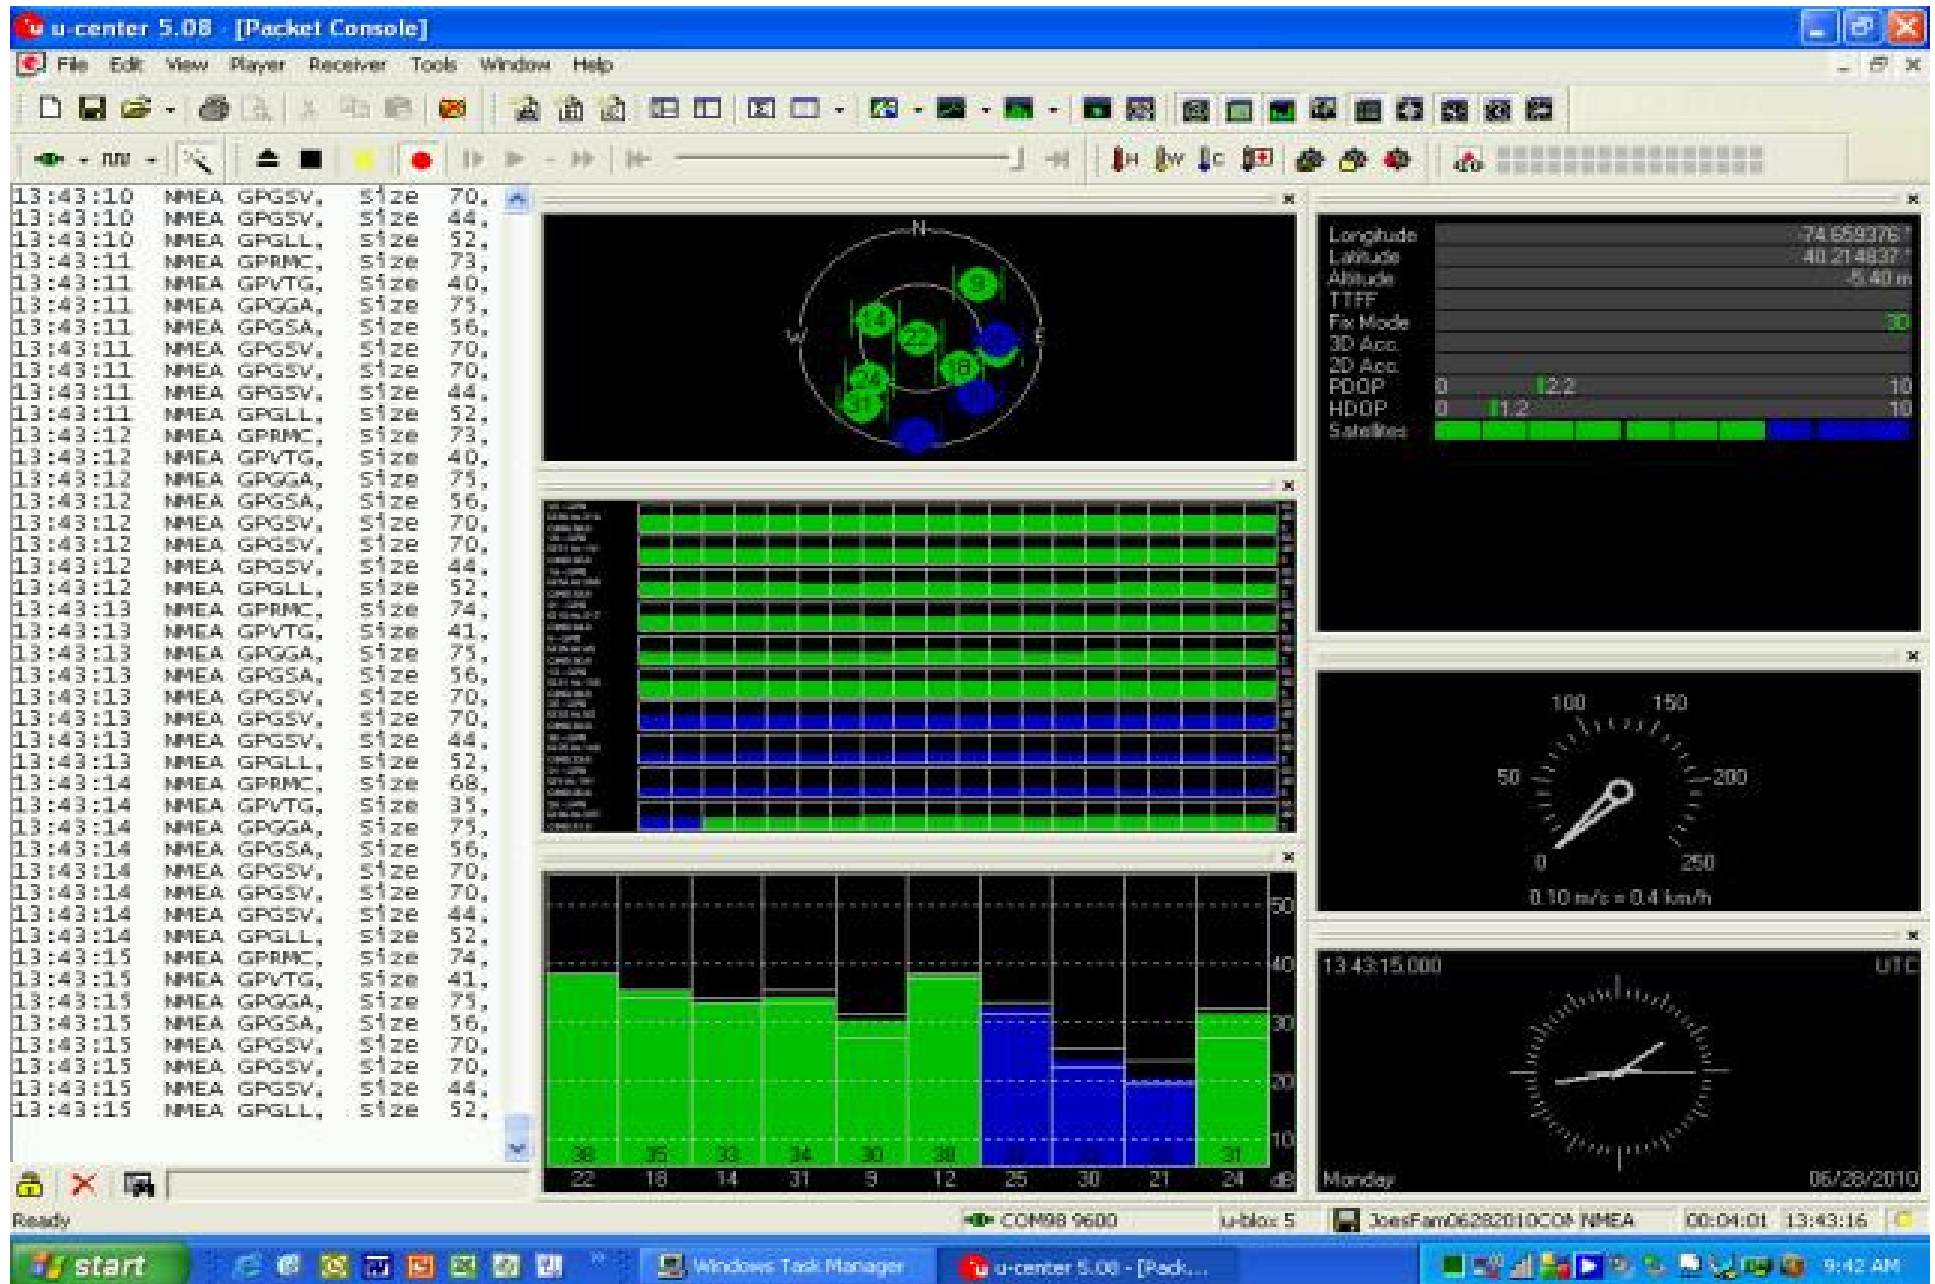 u-center 5.08 - [Packet Console]
File Edit View Player Receiver Tools Window Help
13:43:10 NMEA GPGSV, Size 70,
13:43:10 NMEA GPGSV, Size 44,
13:43:10 NMEA GPGLL, Size 52,
13:43:11 NMEA GPRMC, Size 73,
13:43:11 NMEA GPVTG, Size 40,
13:43:11 NMEA GPGGA, Size 75,
13:43:11 NMEA GPGSA, Size 56,
13:43:11 NMEA GPGSV, Size 70,
13:43:11 NMEA GPGSV, Size 70,
13:43:11 NMEA GPGSV, Size 44,
13:43:11 NMEA GPGLL, Size 52,
13:43:12 NMEA GPRMC, Size 73,
13:43:12 NMEA GPVTG, Size 40,
13:43:12 NMEA GPGGA, Size 75,
13:43:12 NMEA GPGSA, Size 56,
13:43:12 NMEA GPGSV, Size 70,
13:43:12 NMEA GPGSV, Size 70,
13:43:12 NMEA GPGSV, Size 44,
13:43:12 NMEA GPGLL, Size 52,
13:43:13 NMEA GPRMC, Size 74,
13:43:13 NMEA GPVTG, Size 41,
13:43:13 NMEA GPGGA, Size 75,
13:43:13 NMEA GPGSA, Size 56,
13:43:13 NMEA GPGSV, Size 70,
13:43:13 NMEA GPGSV, Size 70,
13:43:13 NMEA GPGSV, Size 44,
13:43:13 NMEA GPGLL, Size 52,
13:43:14 NMEA GPRMC, Size 68,
13:43:14 NMEA GPVTG, Size 35,
13:43:14 NMEA GPGGA, Size 75,
13:43:14 NMEA GPGSA, Size 56,
13:43:14 NMEA GPGSV, Size 70,
13:43:14 NMEA GPGSV, Size 70,
13:43:14 NMEA GPGSV, Size 44,
13:43:14 NMEA GPGLL, Size 52,
13:43:15 NMEA GPRMC, Size 74,
13:43:15 NMEA GPVTG, Size 41,
13:43:15 NMEA GPGGA, Size 75,
13:43:15 NMEA GPGSA, Size 56,
13:43:15 NMEA GPGSV, Size 70,
13:43:15 NMEA GPGSV, Size 70,
13:43:15 NMEA GPGSV, Size 44,
13:43:15 NMEA GPGLL, Size 52,
N
9
14
W
22
E
18
24
31
50
40
30
20
10
38 35 33 34 30 38 31
22 18 14 31 9 12 25 30 21 24 dB
Longitude -74.659376 °
Latitude 40.214837 °
Altitude -5.40 m
TTFF
Fix Mode 3D
3D Acc.
2D Acc.
PDOP 0 2.2 10
HDOP 0 1.2 10
Satellites
100 150
50 200
0 250
0.10 m/s = 0.4 km/h
13:43:15.000 UTC
Monday 06/28/2010
Ready COM98 9600 u-blox 5 JoesFam06282010COM NMEA 00:04:01 13:43:16
start Windows Task Manager u-center 5.08 - [Pack... 9:42 AM